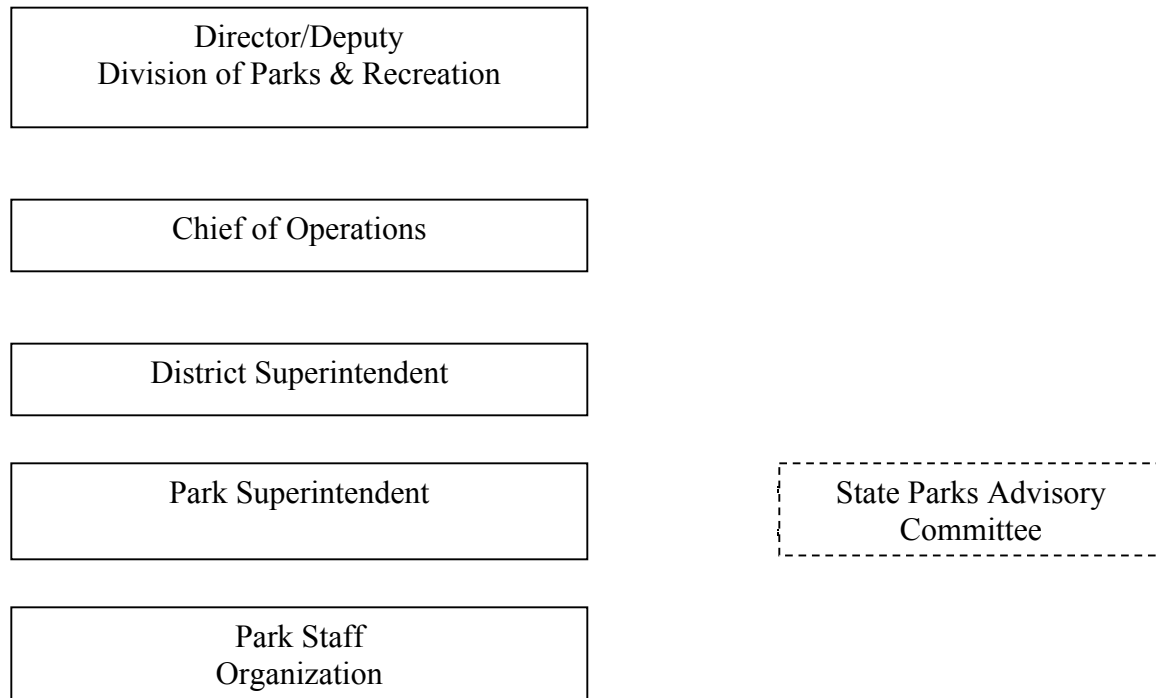 Director/Deputy
Division of Parks & Recreation
Chief of Operations
District Superintendent
Park Superintendent
State Parks Advisory
Committee
Park Staff
Organization